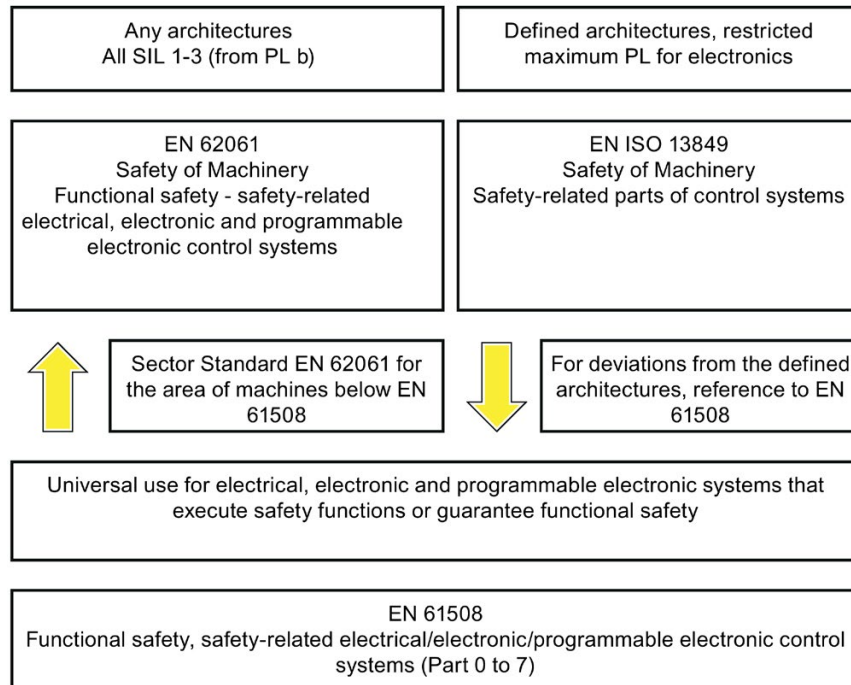 Any architectures
All SIL 1-3 (from PL b)
Defined architectures, restricted
maximum PL for electronics
EN 62061
Safety of Machinery
Functional safety - safety-related
electrical, electronic and programmable
electronic control systems
EN ISO 13849
Safety of Machinery
Safety-related parts of control systems
Sector Standard EN 62061 for
the area of machines below EN
61508
For deviations from the defined
architectures, reference to EN
61508
Universal use for electrical, electronic and programmable electronic systems that
execute safety functions or guarantee functional safety
EN 61508
Functional safety, safety-related electrical/electronic/programmable electronic control
systems (Part 0 to 7)